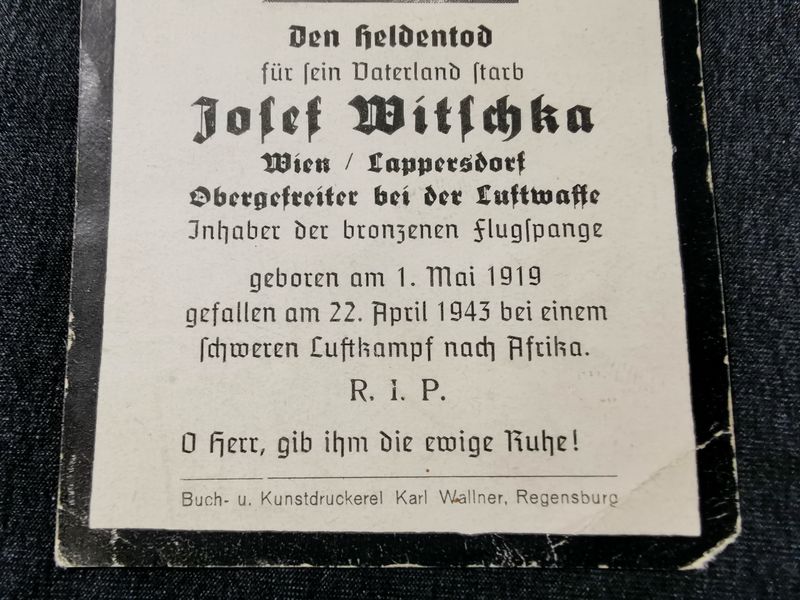 Den Heldentod
für sein Vaterland starb
Josef Witschka
Wien / Lappersdorf
Obergefreiter bei der Luftwaffe
Inhaber der bronzenen Flugspange
geboren am 1. Mai 1919
gefallen am 22. April 1943 bei einem
schweren Luftkampf nach Afrika.
R. I. P.
O Herr, gib ihm die ewige Ruhe!
Buch- u. Kunstdruckerei Karl Wallner, Regensburg